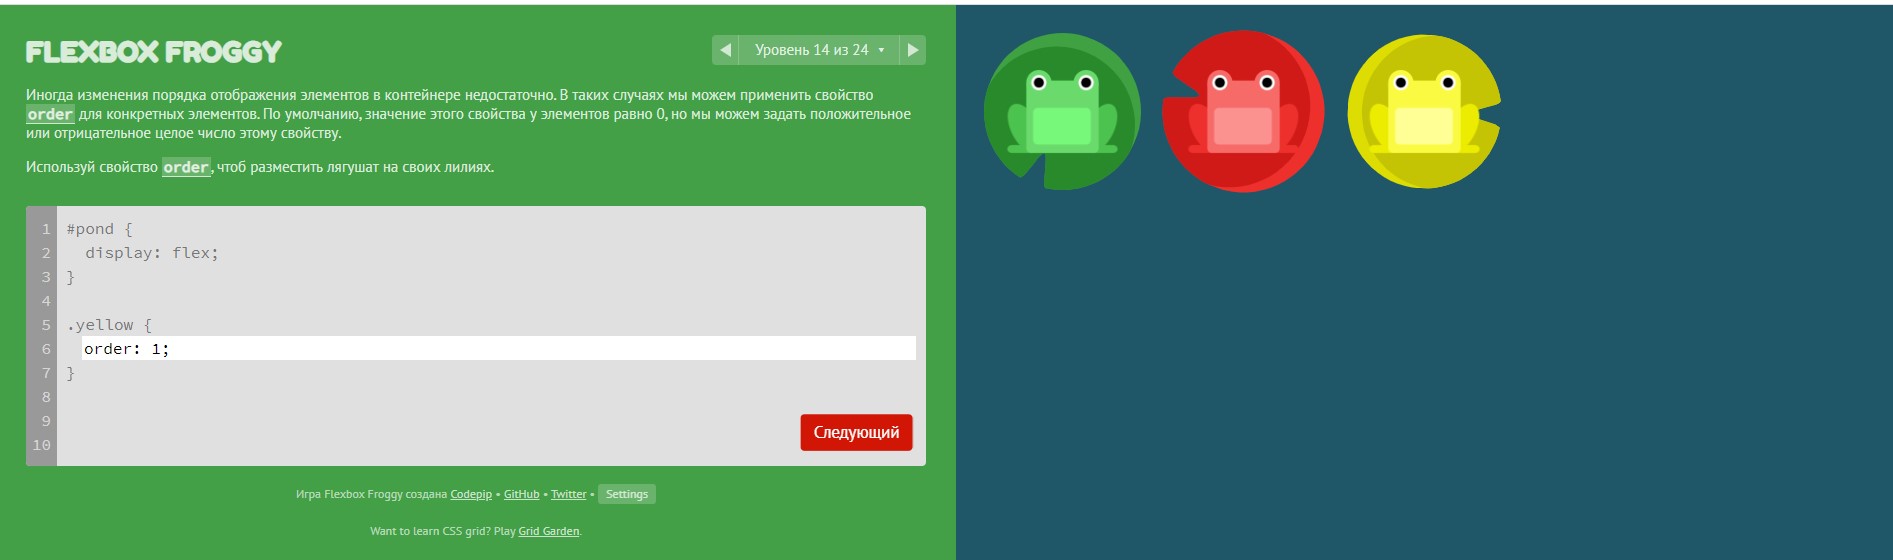 FLEXBOX FROGGY
Уровень 14 из 24
Иногда изменения порядка отображения элементов в контейнере недостаточно. В таких случаях мы можем применить свойство
order для конкретных элементов. По умолчанию, значение этого свойства у элементов равно 0, но мы можем задать положительное
или отрицательное целое число этому свойству.
Используй свойство order, чтоб разместить лягушат на своих лилиях.
1 #pond {
2 display: flex;
3 }
4
5 .yellow {
6 order: 1;
7 }
8
9
10
Следующий
Игра Flexbox Froggy создана Codepip • GitHub • Twitter • Settings
Want to learn CSS grid? Play Grid Garden.